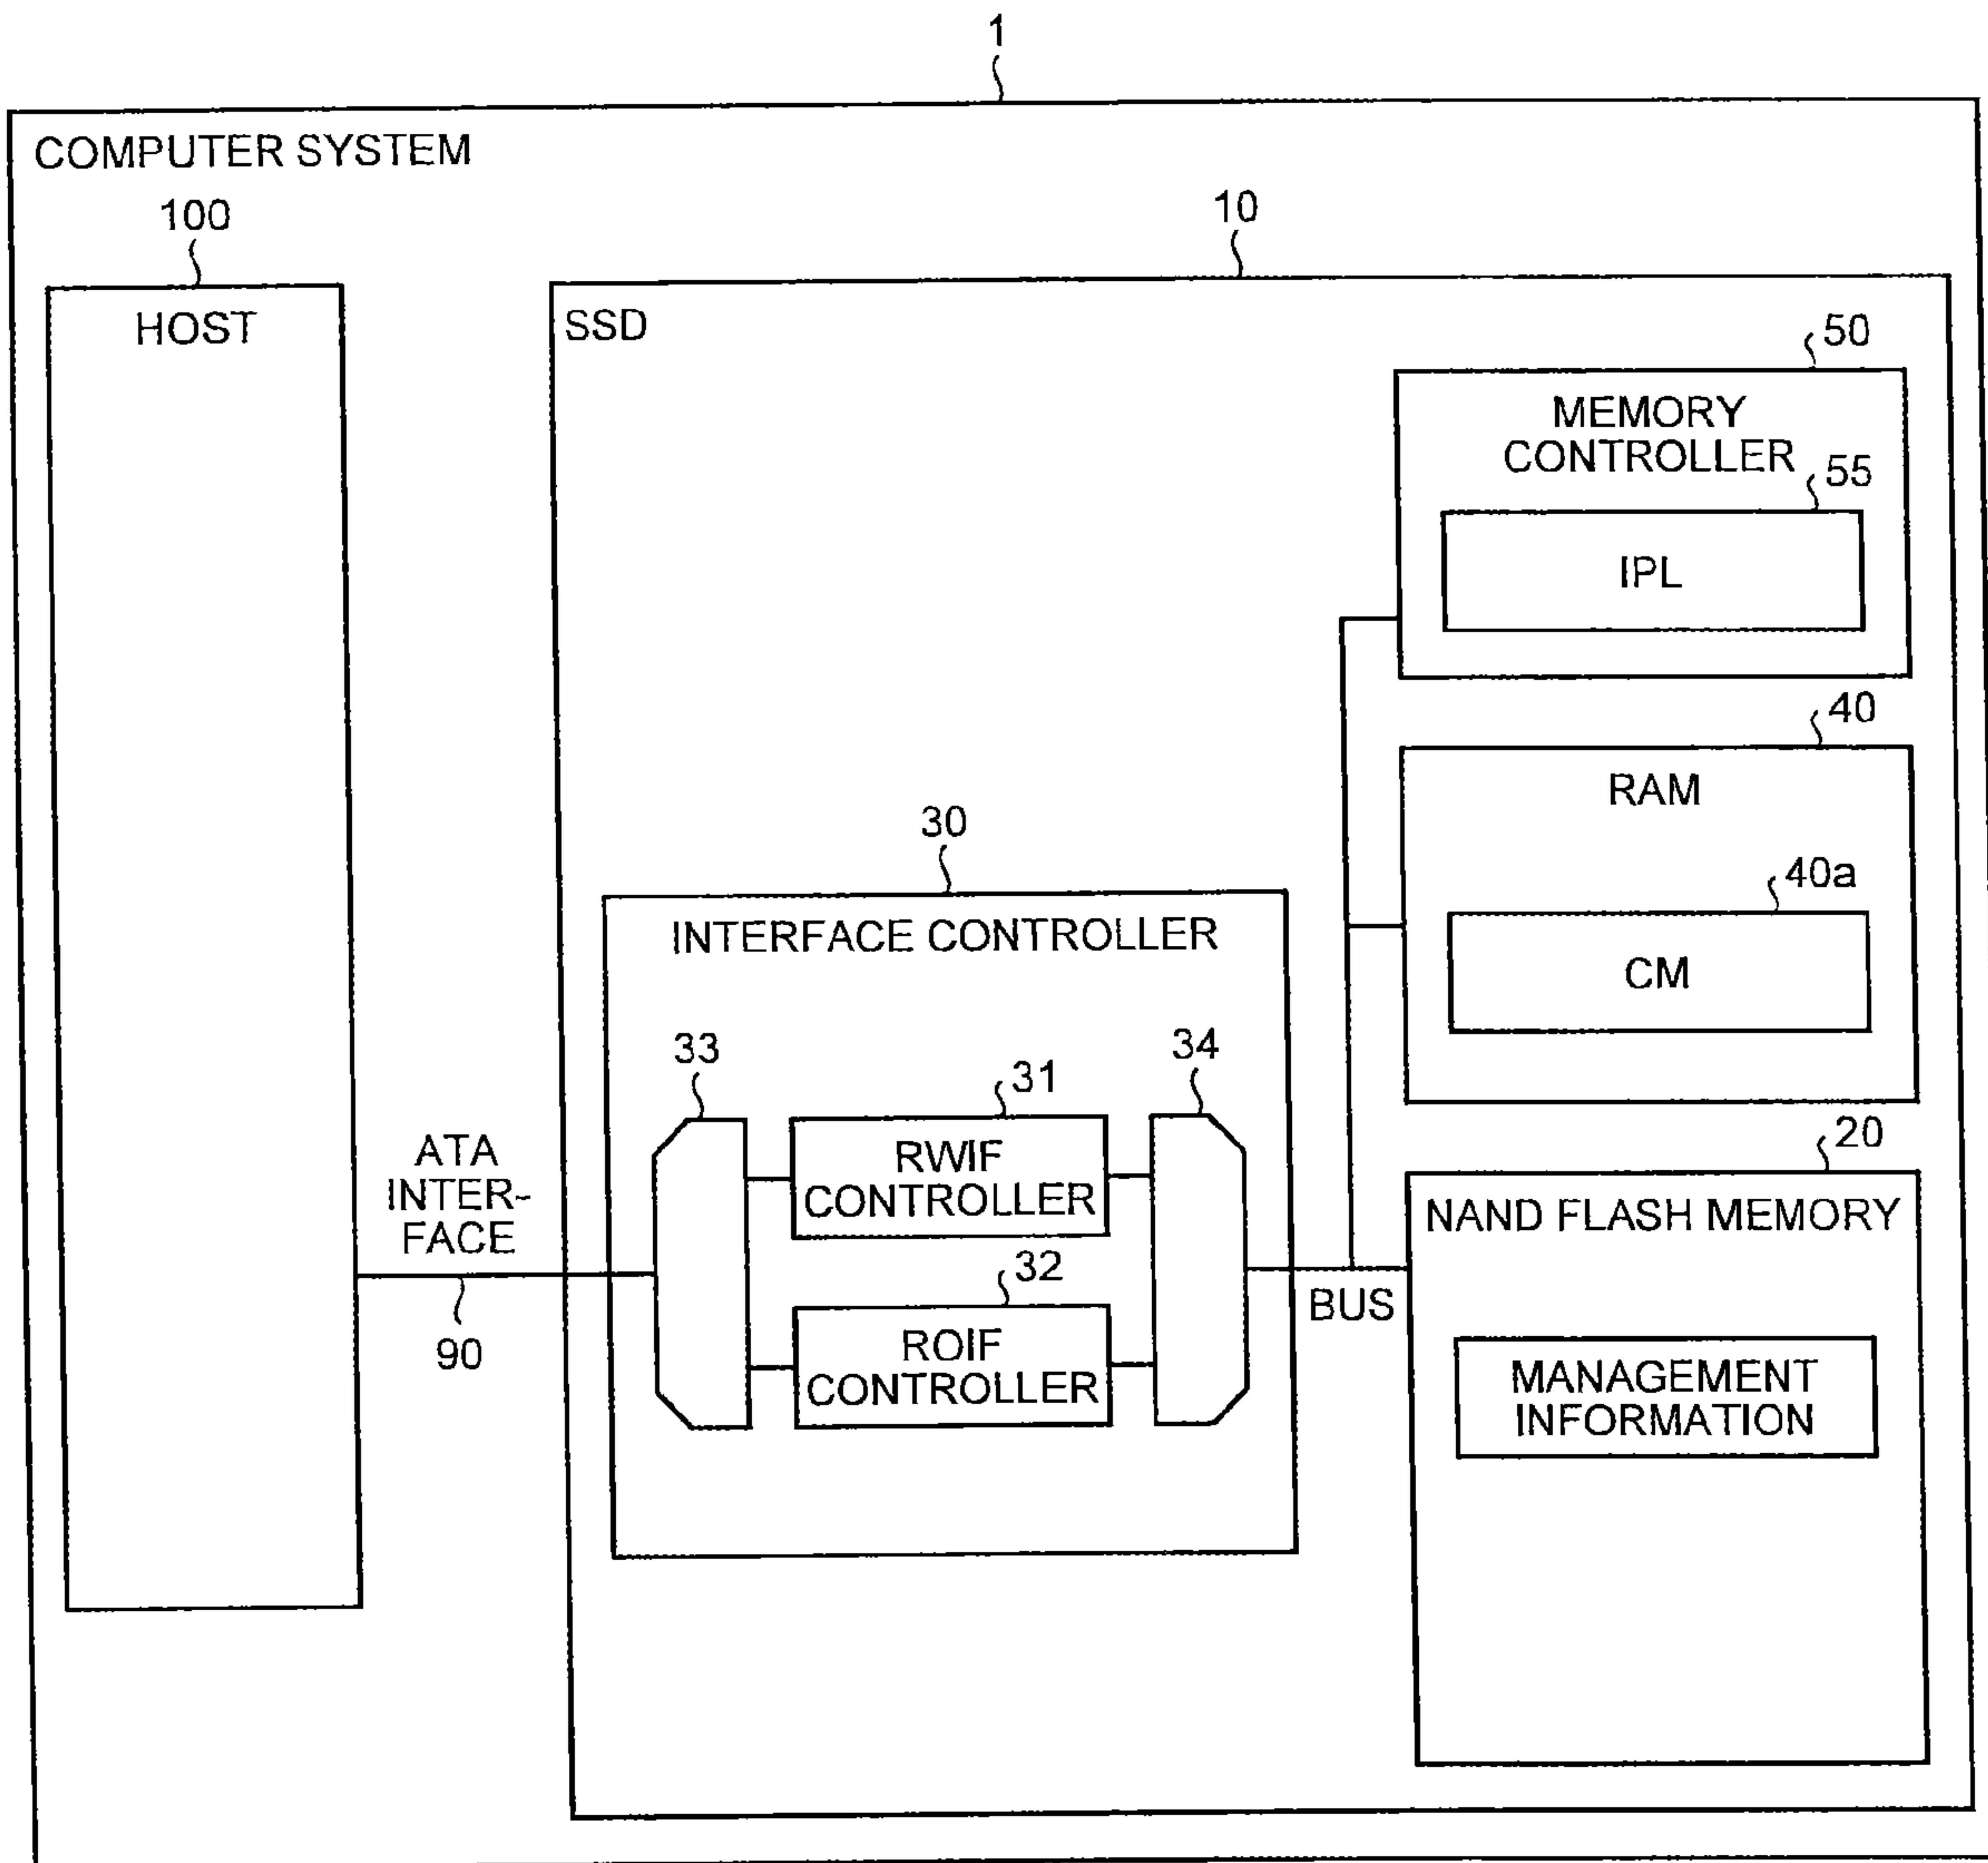 1
COMPUTER SYSTEM
100
HOST
10
SSD
50
MEMORY
CONTROLLER
55
IPL
40
RAM
40a
CM
30
INTERFACE CONTROLLER
33
31
RWIF
CONTROLLER
34
32
ROIF
CONTROLLER
ATA
INTER-
FACE
90
BUS
20
NAND FLASH MEMORY
MANAGEMENT
INFORMATION